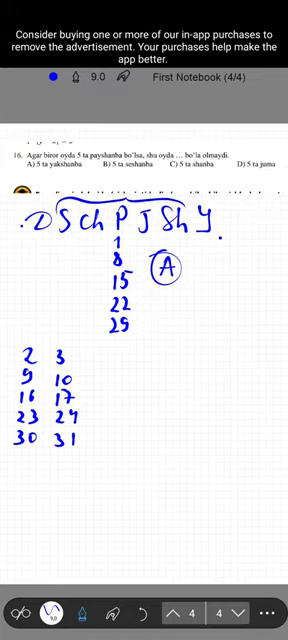 Consider buying one or more of our in-app purchases to
remove the advertisement. Your purchases help make the
app better.
9.0 First Notebook (4/4)
16. Agar biror oyda 5 ta payshanba bo'lsa, shu oyda ... bo'la olmaydi.
A) 5 ta yakshanba B) 5 ta seshanba C) 5 ta shanba D) 5 ta juma
D S Ch P J Sh Y
1
8
15
22
29
A
2 3
9 10
16 17
23 24
30 31
9,0
4 4